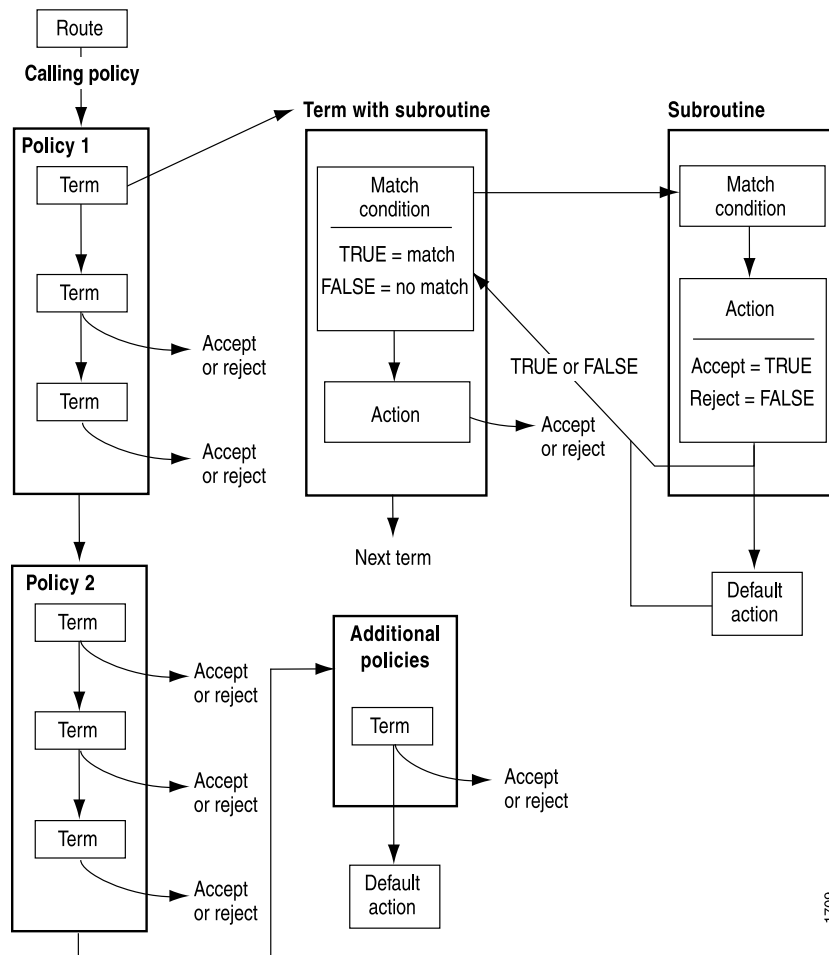 Route
Calling policy
Policy 1
Term
Term
Accept
or reject
Term
Accept
or reject
Term with subroutine
Match
condition
TRUE = match
FALSE = no match
Action
Accept
or reject
Next term
Subroutine
Match
condition
Action
Accept = TRUE
Reject = FALSE
TRUE or FALSE
Default
action
Policy 2
Term
Accept
or reject
Term
Accept
or reject
Term
Accept
or reject
Additional
policies
Term
Accept
or reject
Default
action